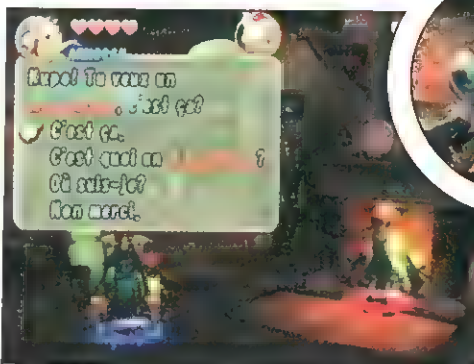 Kupo! Tu veux un
, c'est ça?
C'est ça.
C'est quoi un ?
Où suis-je?
Non merci.